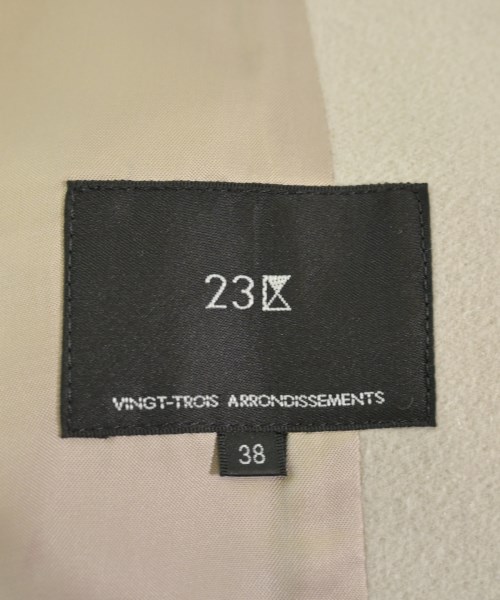 23区
VINGT-TROIS ARRONDISSEMENTS
38